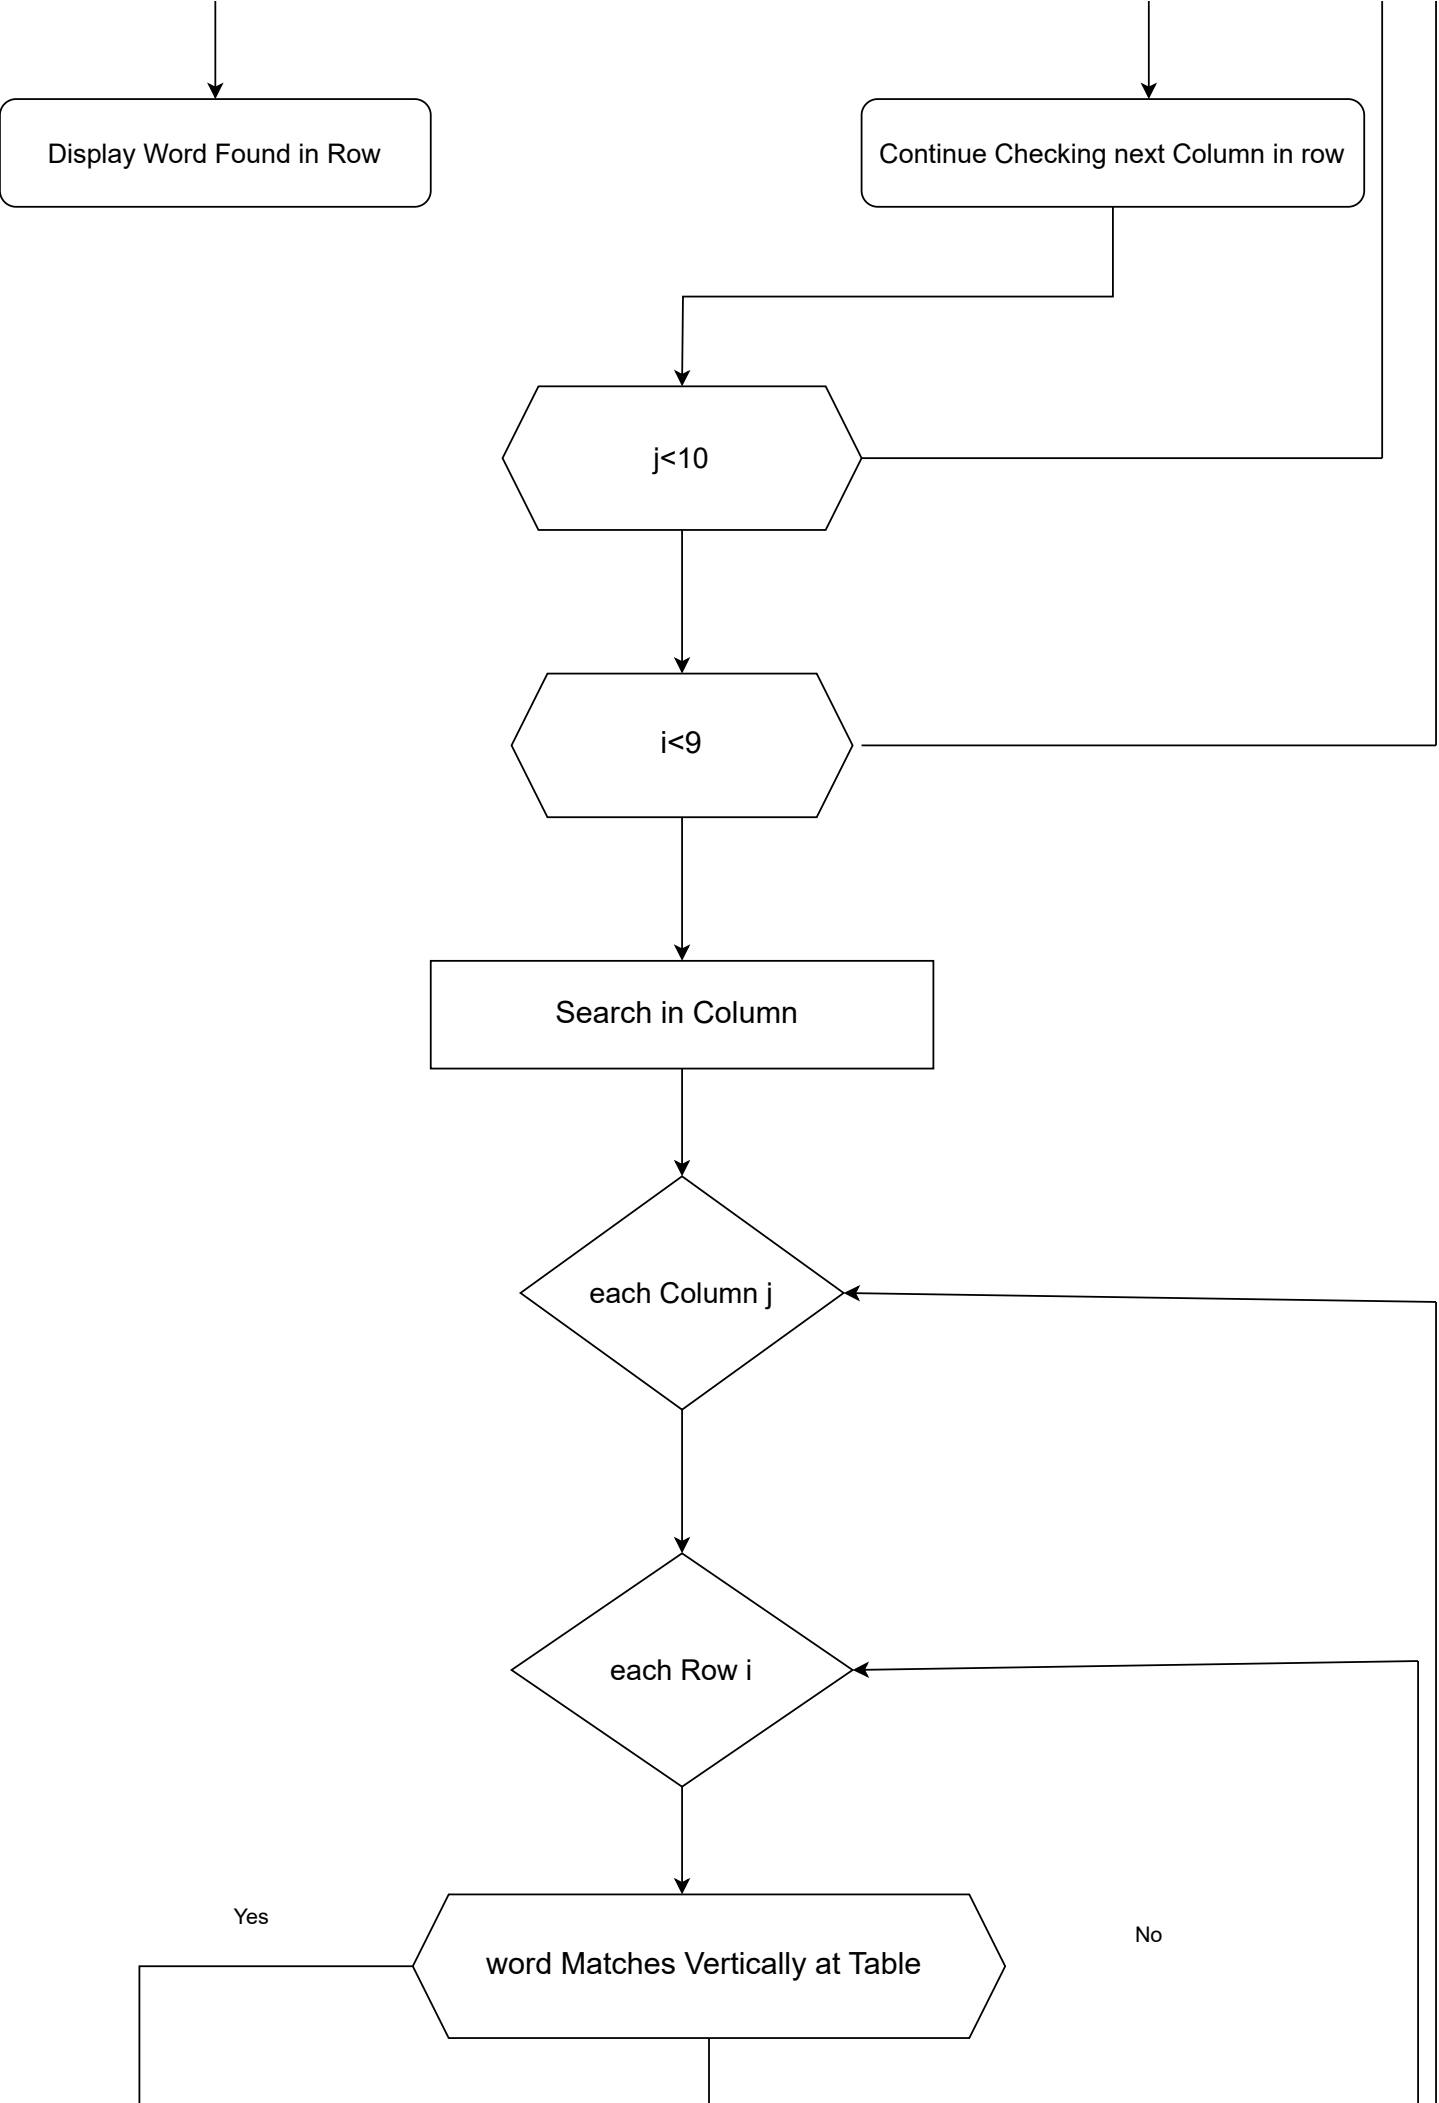 Display Word Found in Row
Continue Checking next Column in row
j<10
i<9
Search in Column
each Column j
each Row i
Yes
No
word Matches Vertically at Table